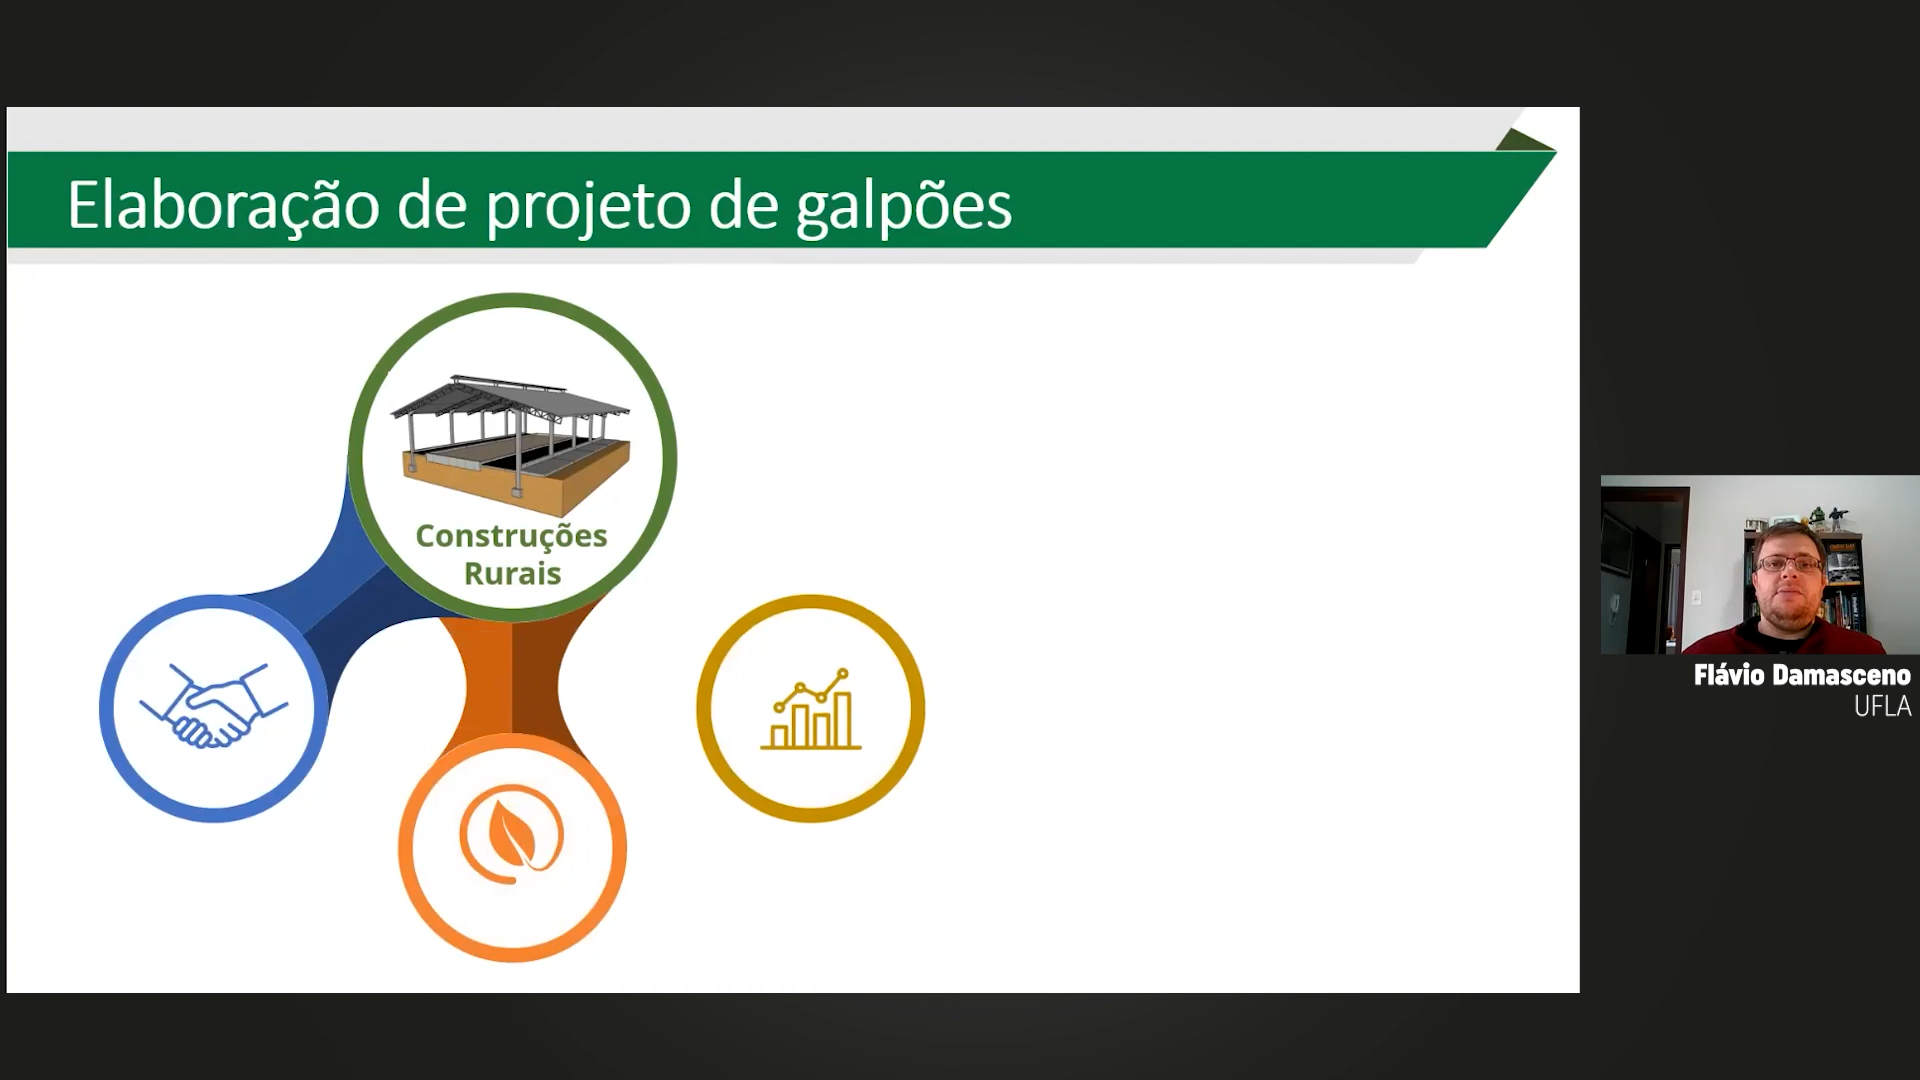 Elaboração de projeto de galpões
Construções
Rurais
Flávio Damasceno
UFLA